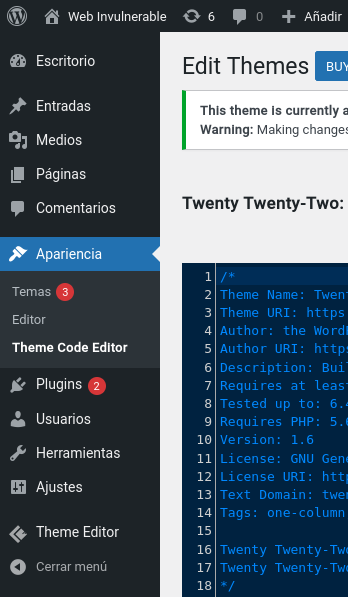 Web Invulnerable 6 0 Añadir
Escritorio
Entradas
Medios
Páginas
Comentarios
Apariencia
Temas 3
Editor
Theme Code Editor
Plugins 2
Usuarios
Herramientas
Ajustes
Theme Editor
Cerrar menú
Edit Themes BUY
This theme is currently a
Warning: Making changes
Twenty Twenty-Two:
1 /*
2 Theme Name: Twent
3 Theme URI: https
4 Author: the WordP
5 Author URI: https
6 Description: Buil
7 Requires at least
8 Tested up to: 6.4
9 Requires PHP: 5.6
10 Version: 1.6
11 License: GNU Gene
12 License URI: http
13 Text Domain: twen
14 Tags: one-column
15
16 Twenty Twenty-Two
17 Twenty Twenty-Two
18 */